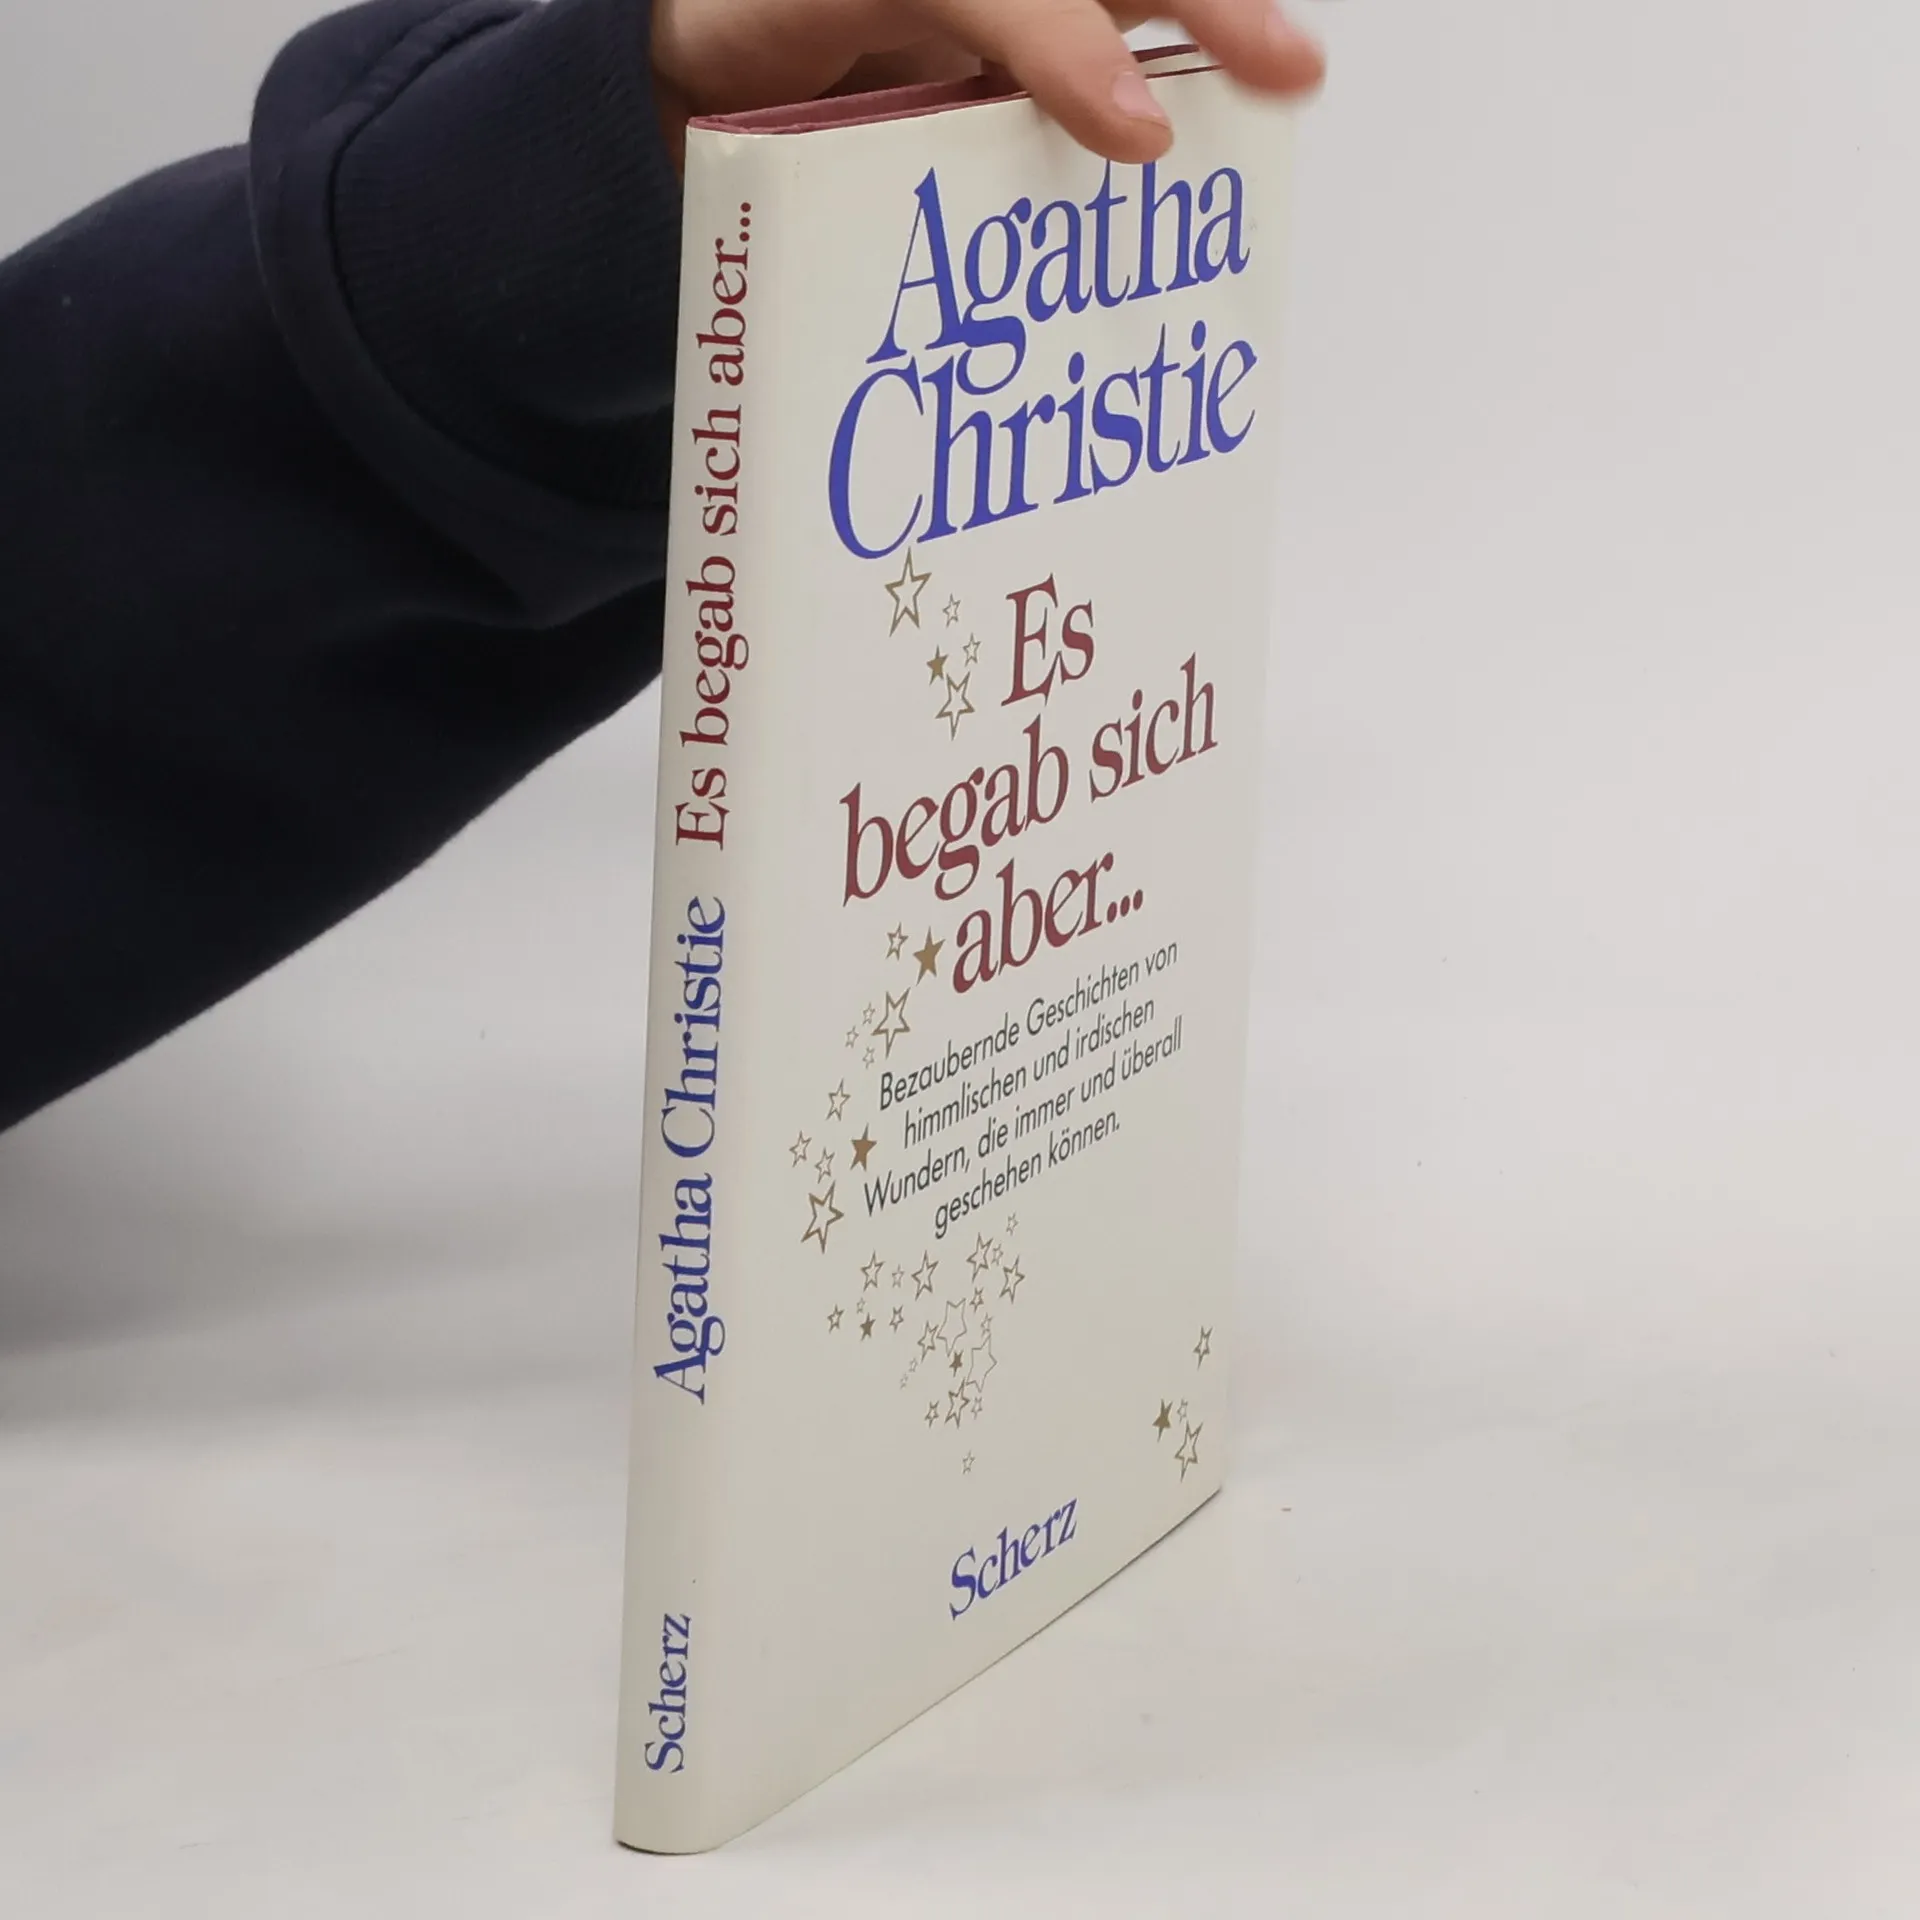 Agatha
Christie
Es
begab sich
aber...
Bezaubernde Geschichten von
himmlischen und irdischen
Wundern, die immer und überall
geschehen können.
Scherz
Agatha Christie Es begab sich aber...
Scherz